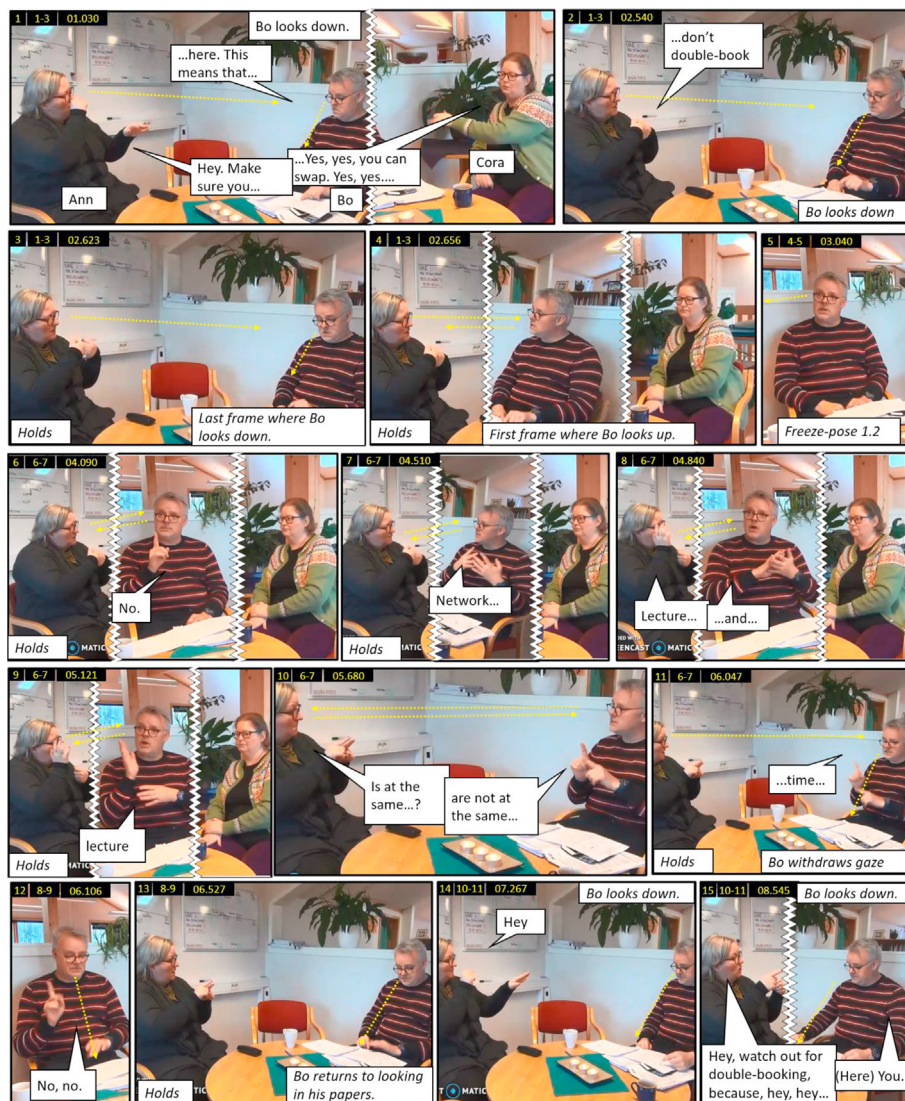 1 1-3 01.030
Bo looks down.
…here. This
means that…
Hey. Make
sure you…
…Yes, yes, you can
swap. Yes, yes.…
Ann
Bo
Cora
2 1-3 02.540
…don’t
double-book
Bo looks down
3 1-3 02.623
Holds
Last frame where Bo
looks down.
4 1-3 02.656
Holds
First frame where Bo looks up.
5 4-5 03.040
Freeze-pose 1.2
6 6-7 04.090
No.
Holds
7 6-7 04.510
Network…
Holds
8 6-7 04.840
Lecture…
…and…
MATIC
9 6-7 05.121
lecture
Holds
MATIC
10 6-7 05.680
Is at the
same…?
are not at
the same…
11 6-7 06.047
…time…
Holds
Bo withdraws gaze
12 8-9 06.106
No, no.
13 8-9 06.527
Holds
Bo returns to looking
in his papers.
14 10-11 07.267
Bo looks down.
Hey
MATIC
15 10-11 08.545
Bo looks down.
Hey, watch out for
double-booking,
because, hey, hey…
(Here) You.